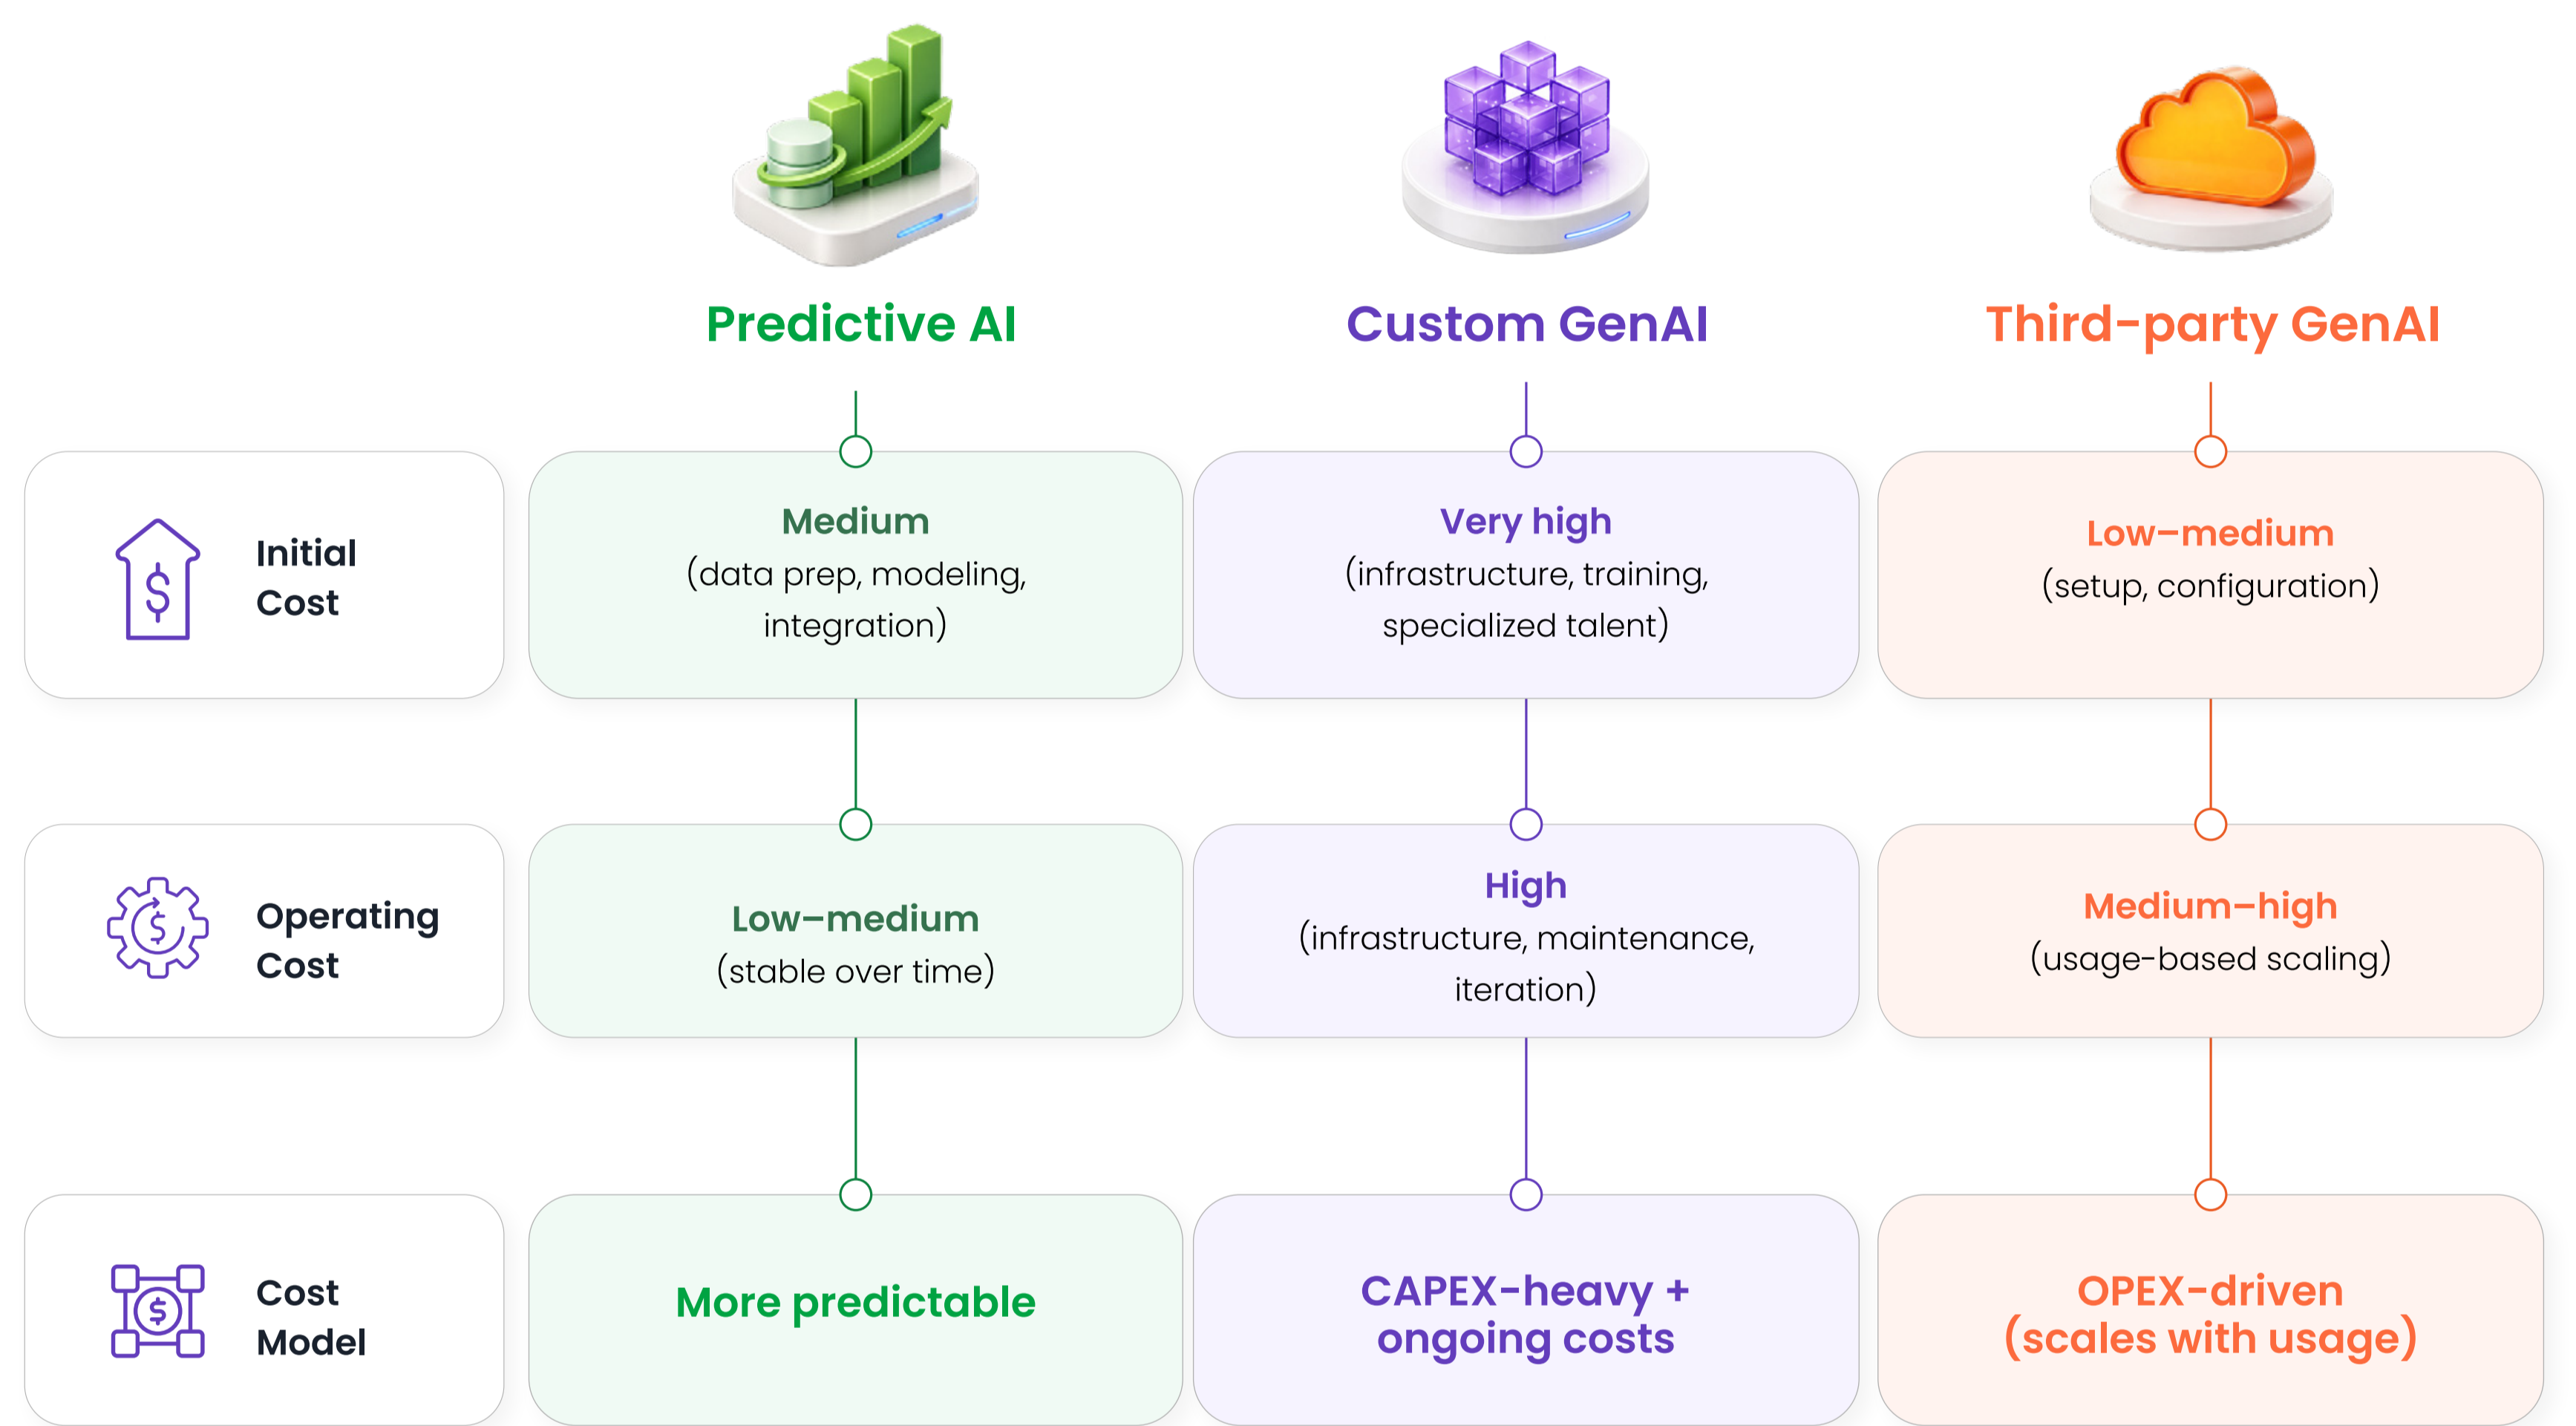 Predictive AI
Custom GenAI
Third-party GenAI
Initial
Cost
Medium
(data prep, modeling,
integration)
Very high
(infrastructure, training,
specialized talent)
Low–medium
(setup, configuration)
Operating
Cost
Low–medium
(stable over time)
High
(infrastructure, maintenance,
iteration)
Medium–high
(usage-based scaling)
Cost
Model
More predictable
CAPEX-heavy +
ongoing costs
OPEX-driven
(scales with usage)